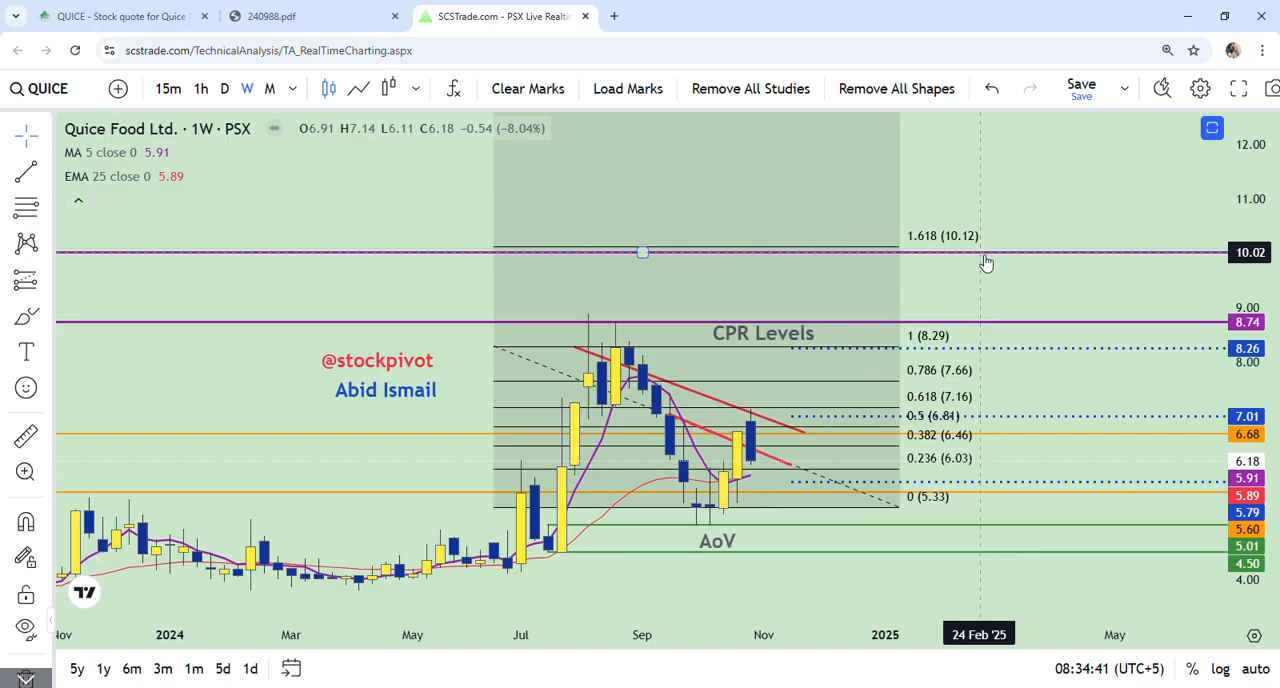 QUICE - Stock quote for Quice
240988.pdf
SCSTrade.com - PSX Live Realtim
scstrade.com/TechnicalAnalysis/TA_RealTimeCharting.aspx
QUICE 15m 1h D W M Clear Marks Load Marks Remove All Studies Remove All Shapes Save
Save
Quice Food Ltd. · 1W · PSX O6.91 H7.14 L6.11 C6.18 −0.54 (−8.04%)
MA 5 close 0 5.91
EMA 25 close 0 5.89
12.00
11.00
1.618 (10.12)
10.02
9.00
8.74
CPR Levels
1 (8.29)
8.26
8.00
@stockpivot
0.786 (7.66)
Abid Ismail
0.618 (7.16)
0.5 (6.81)
7.01
0.382 (6.46)
6.68
0.236 (6.03)
6.18
5.91
0 (5.33)
5.89
5.79
5.60
AoV
5.01
4.50
4.00
Nov 2024 Mar May Jul Sep Nov 2025 24 Feb '25 May
5y 1y 6m 3m 1m 5d 1d 08:34:41 (UTC+5) % log auto